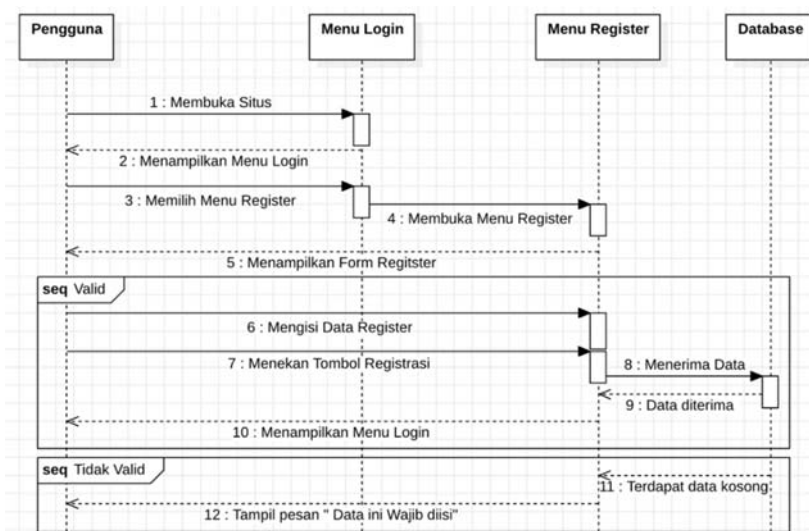 Pengguna
Menu Login
Menu Register
Database
1 : Membuka Situs
2 : Menampilkan Menu Login
3 : Memilih Menu Register
4 : Membuka Menu Register
5 : Menampilkan Form Regitster
seq Valid
6 : Mengisi Data Register
7 : Menekan Tombol Registrasi
8 : Menerima Data
9 : Data diterima
10 : Menampilkan Menu Login
seq Tidak Valid
11 : Terdapat data kosong
12 : Tampil pesan " Data ini Wajib diisi"